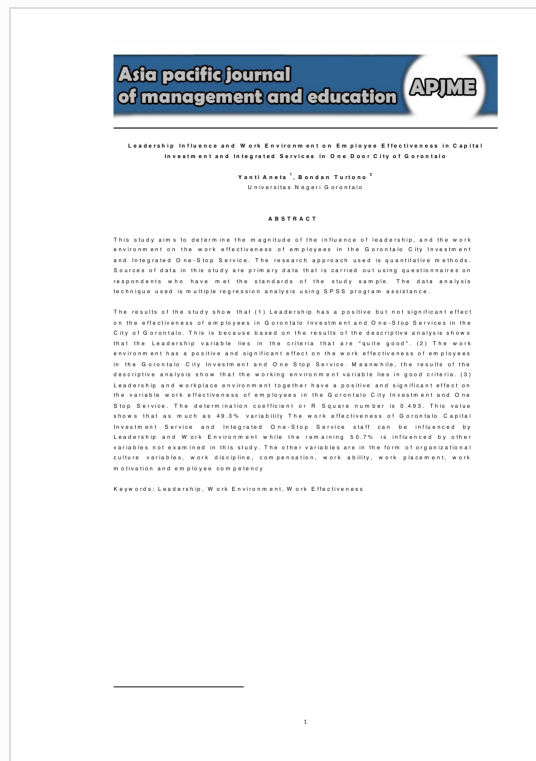 Asia pacific journal
of management and education
APJME
Leadership Influence and Work Environment on Employee Effectiveness in Capital
Investment and Integrated Services in One Door City of Gorontalo
Yanti Aneta 1, Bondan Turtono 2
Universitas Negeri Gorontalo
ABSTRACT
This study aims to determine the magnitude of the influence of leadership, and the work
environment on the work effectiveness of employees in the Gorontalo City Investment
and Integrated One-Stop Service. The research approach used is quantitative methods.
Sources of data in this study are primary data that is carried out using questionnaires on
respondents who have met the standards of the study sample. The data analysis
technique used is multiple regression analysis using SPSS program assistance.
The results of the study show that (1) Leadership has a positive but not significant effect
on the effectiveness of employees in Gorontalo Investment and One-Stop Services in the
City of Gorontalo. This is because based on the results of the descriptive analysis shows
that the Leadership variable lies in the criteria that are "quite good". (2) The work
environment has a positive and significant effect on the work effectiveness of employees
in the Gorontalo City Investment and One Stop Service. Meanwhile, the results of the
descriptive analysis show that the working environment variable lies in good criteria. (3)
Leadership and workplace environment together have a positive and significant effect on
the variable work effectiveness of employees in the Gorontalo City Investment and One
Stop Service. The determination coefficient or R Square number is 0.493. This value
shows that as much as 49.3% variability The work effectiveness of Gorontalo Capital
Investment Service and Integrated One-Stop Service staff can be influenced by
Leadership and Work Environment while the remaining 50.7% is influenced by other
variables not examined in this study. The other variables are in the form of organizational
culture variables, work discipline, compensation, work ability, work placement, work
motivation and employee competency
Keywords: Leadership, Work Environment, Work Effectiveness
1